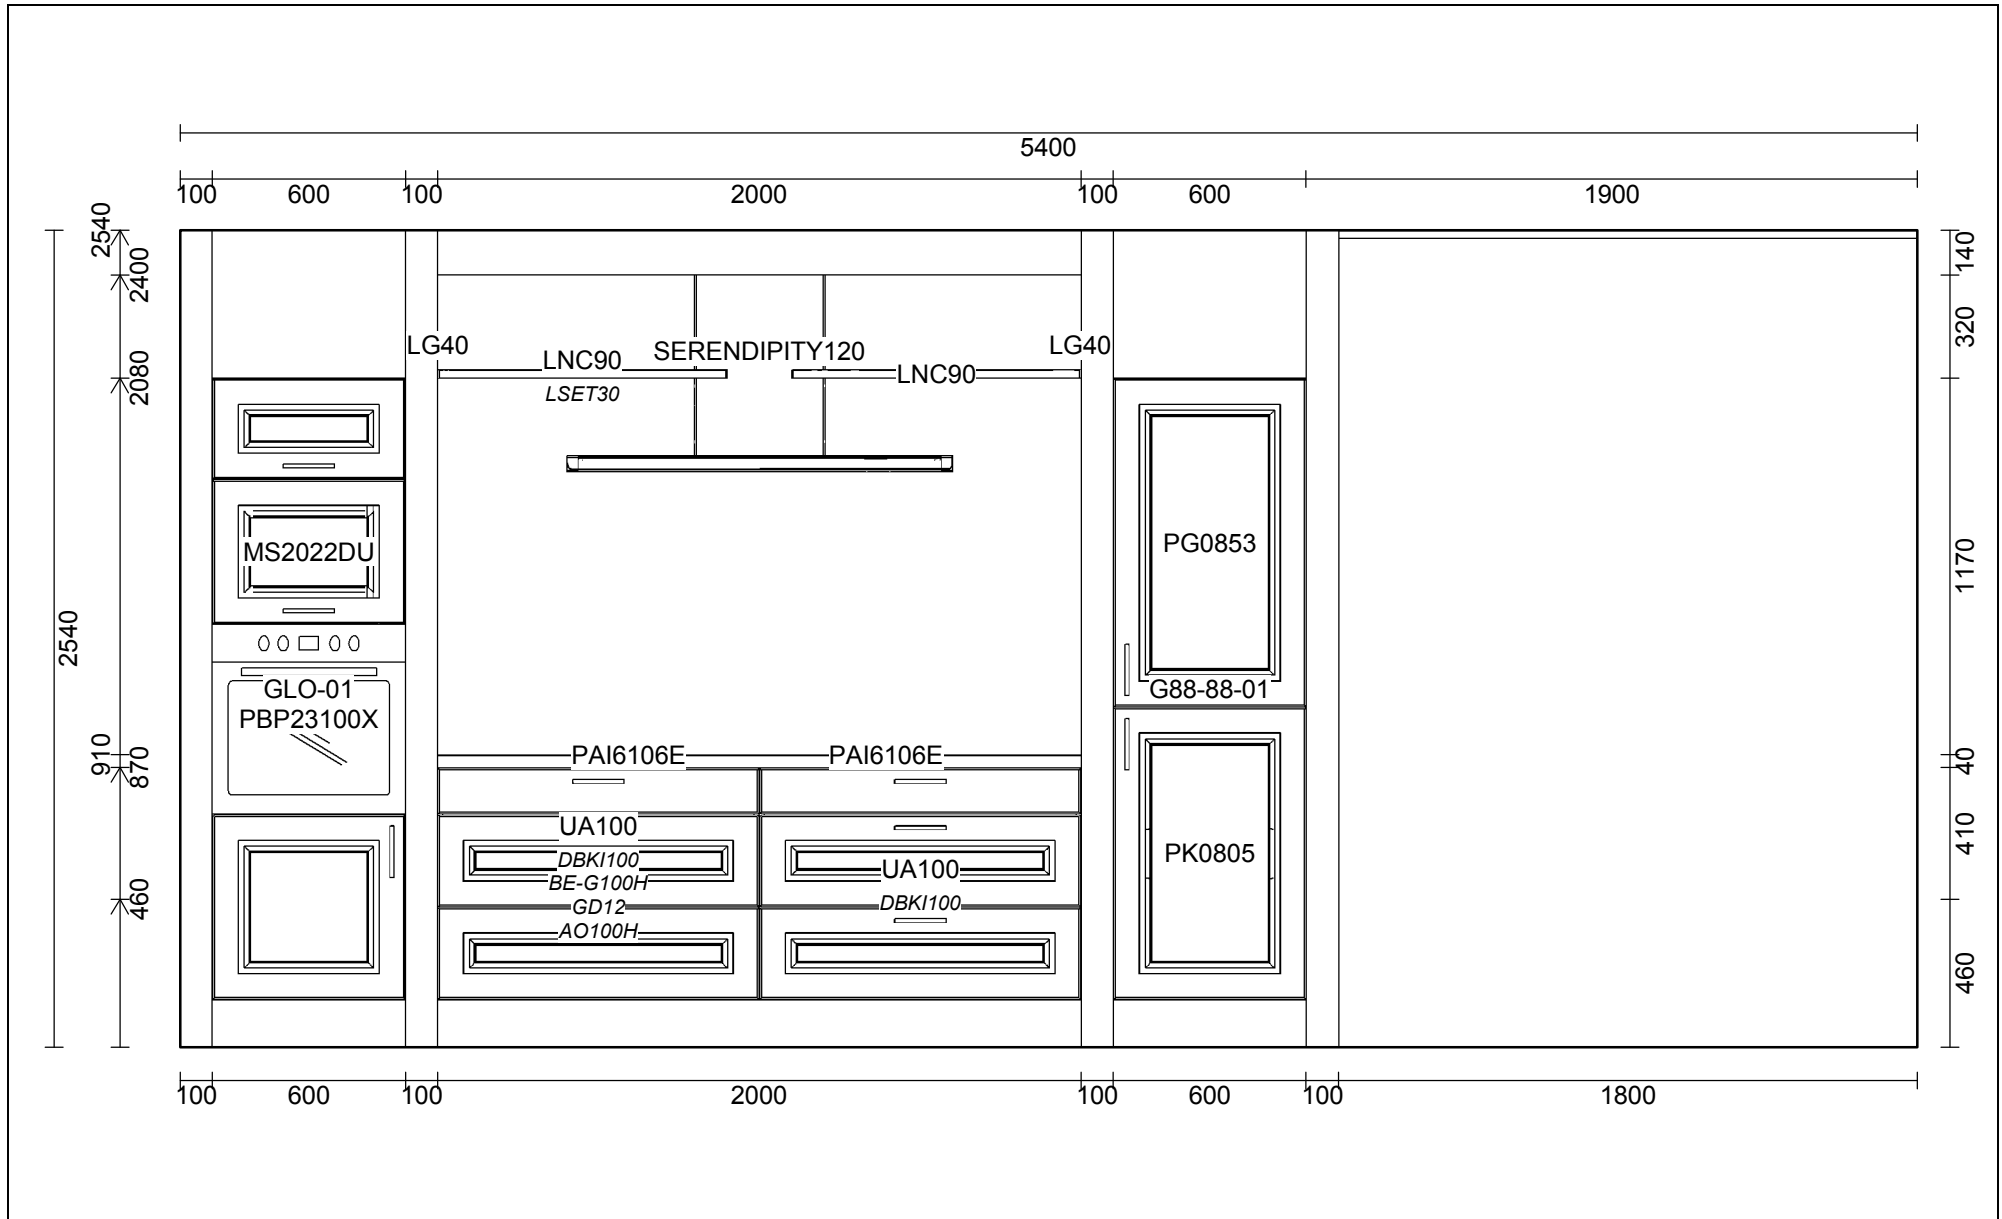 5400
100 600 100 2000 100 600 1900
2540
2400
2080
910
870
460
2540
140
320
1170
40
410
460
LG40
LNC90
LSET30
SERENDIPITY120
LG40
LNC90
MS2022DU
GLO-01
PBP23100X
PG0853
G88-88-01
PK0805
PAI6106E PAI6106E
UA100
DBKI100
BE-G100H
GD12
AO100H
UA100
DBKI100
100 600 100 2000 100 600 100 1800